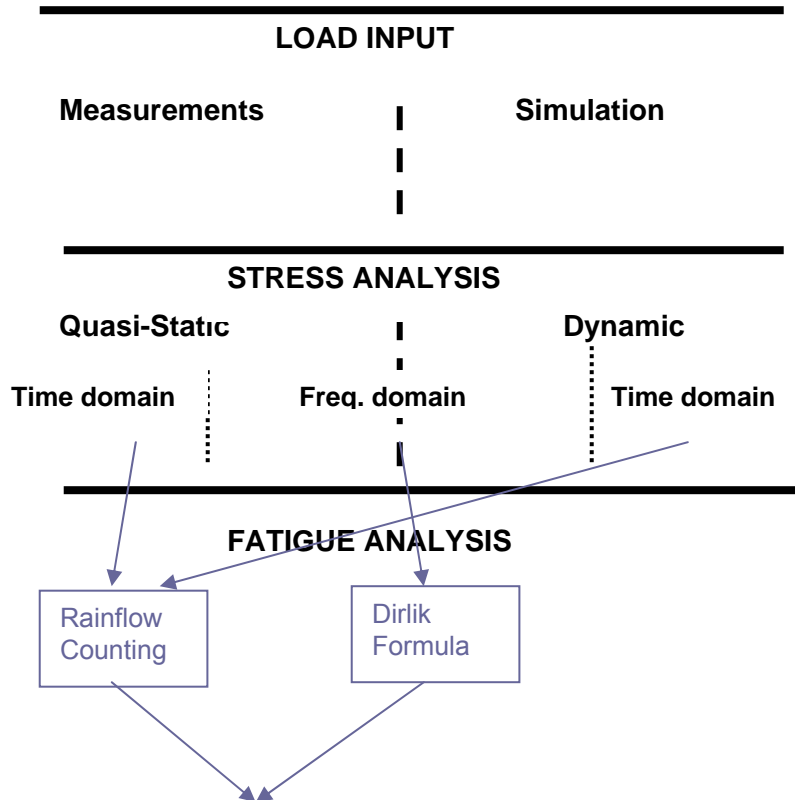 LOAD INPUT
Measurements Simulation
STRESS ANALYSIS
Quasi-Static Dynamic
Time domain Freq. domain Time domain
FATIGUE ANALYSIS
Rainflow
Counting
Dirlik
Formula